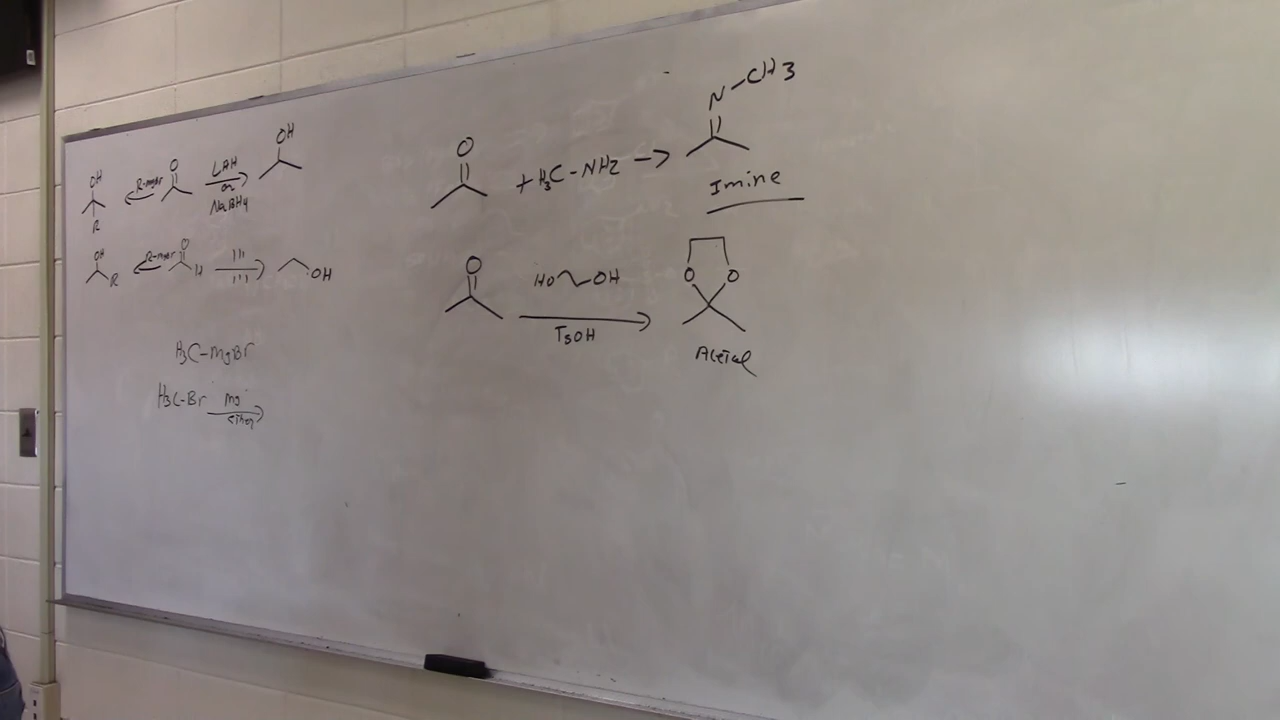 OH R-MgBr O LAH or NaBH4 OH
R
OH R R-MgBr O H OH
H3C-MgBr
H3C-Br Mg
ether
O + H3C-NH2 → N-CH3
Imine
O HO OH O O
TsOH
Acetal